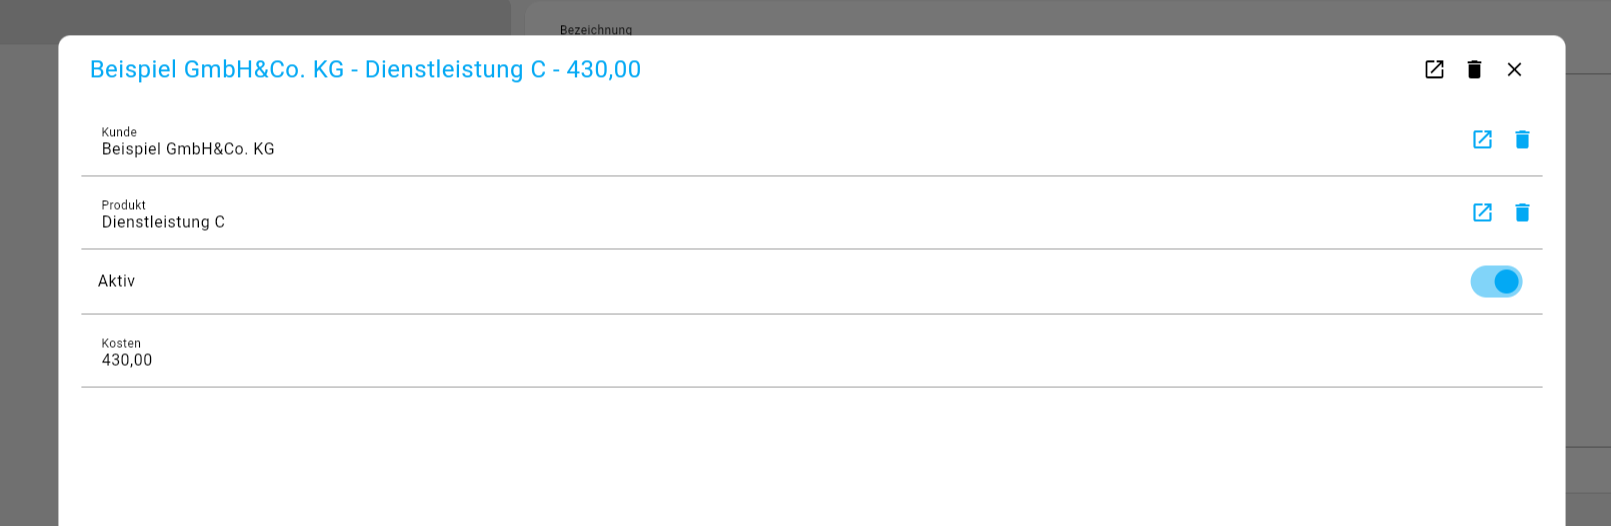 Bezeichnung
Beispiel GmbH&Co. KG - Dienstleistung C - 430,00
Kunde
Beispiel GmbH&Co. KG
Produkt
Dienstleistung C
Aktiv
Kosten
430,00